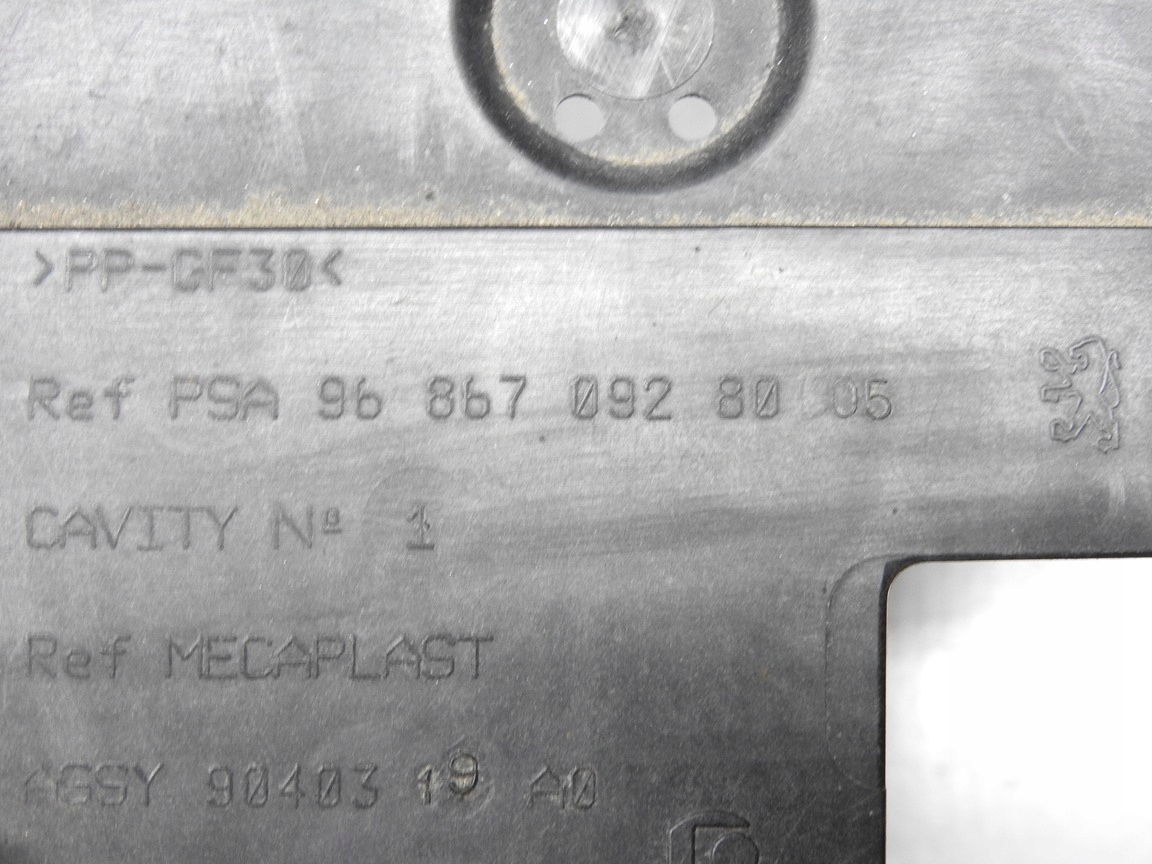 >PP-GF30<
Ref PSA 96 867 092 80 05
CAVITY Nº 1
Ref MECAPLAST
ASSY 90403 19 A0